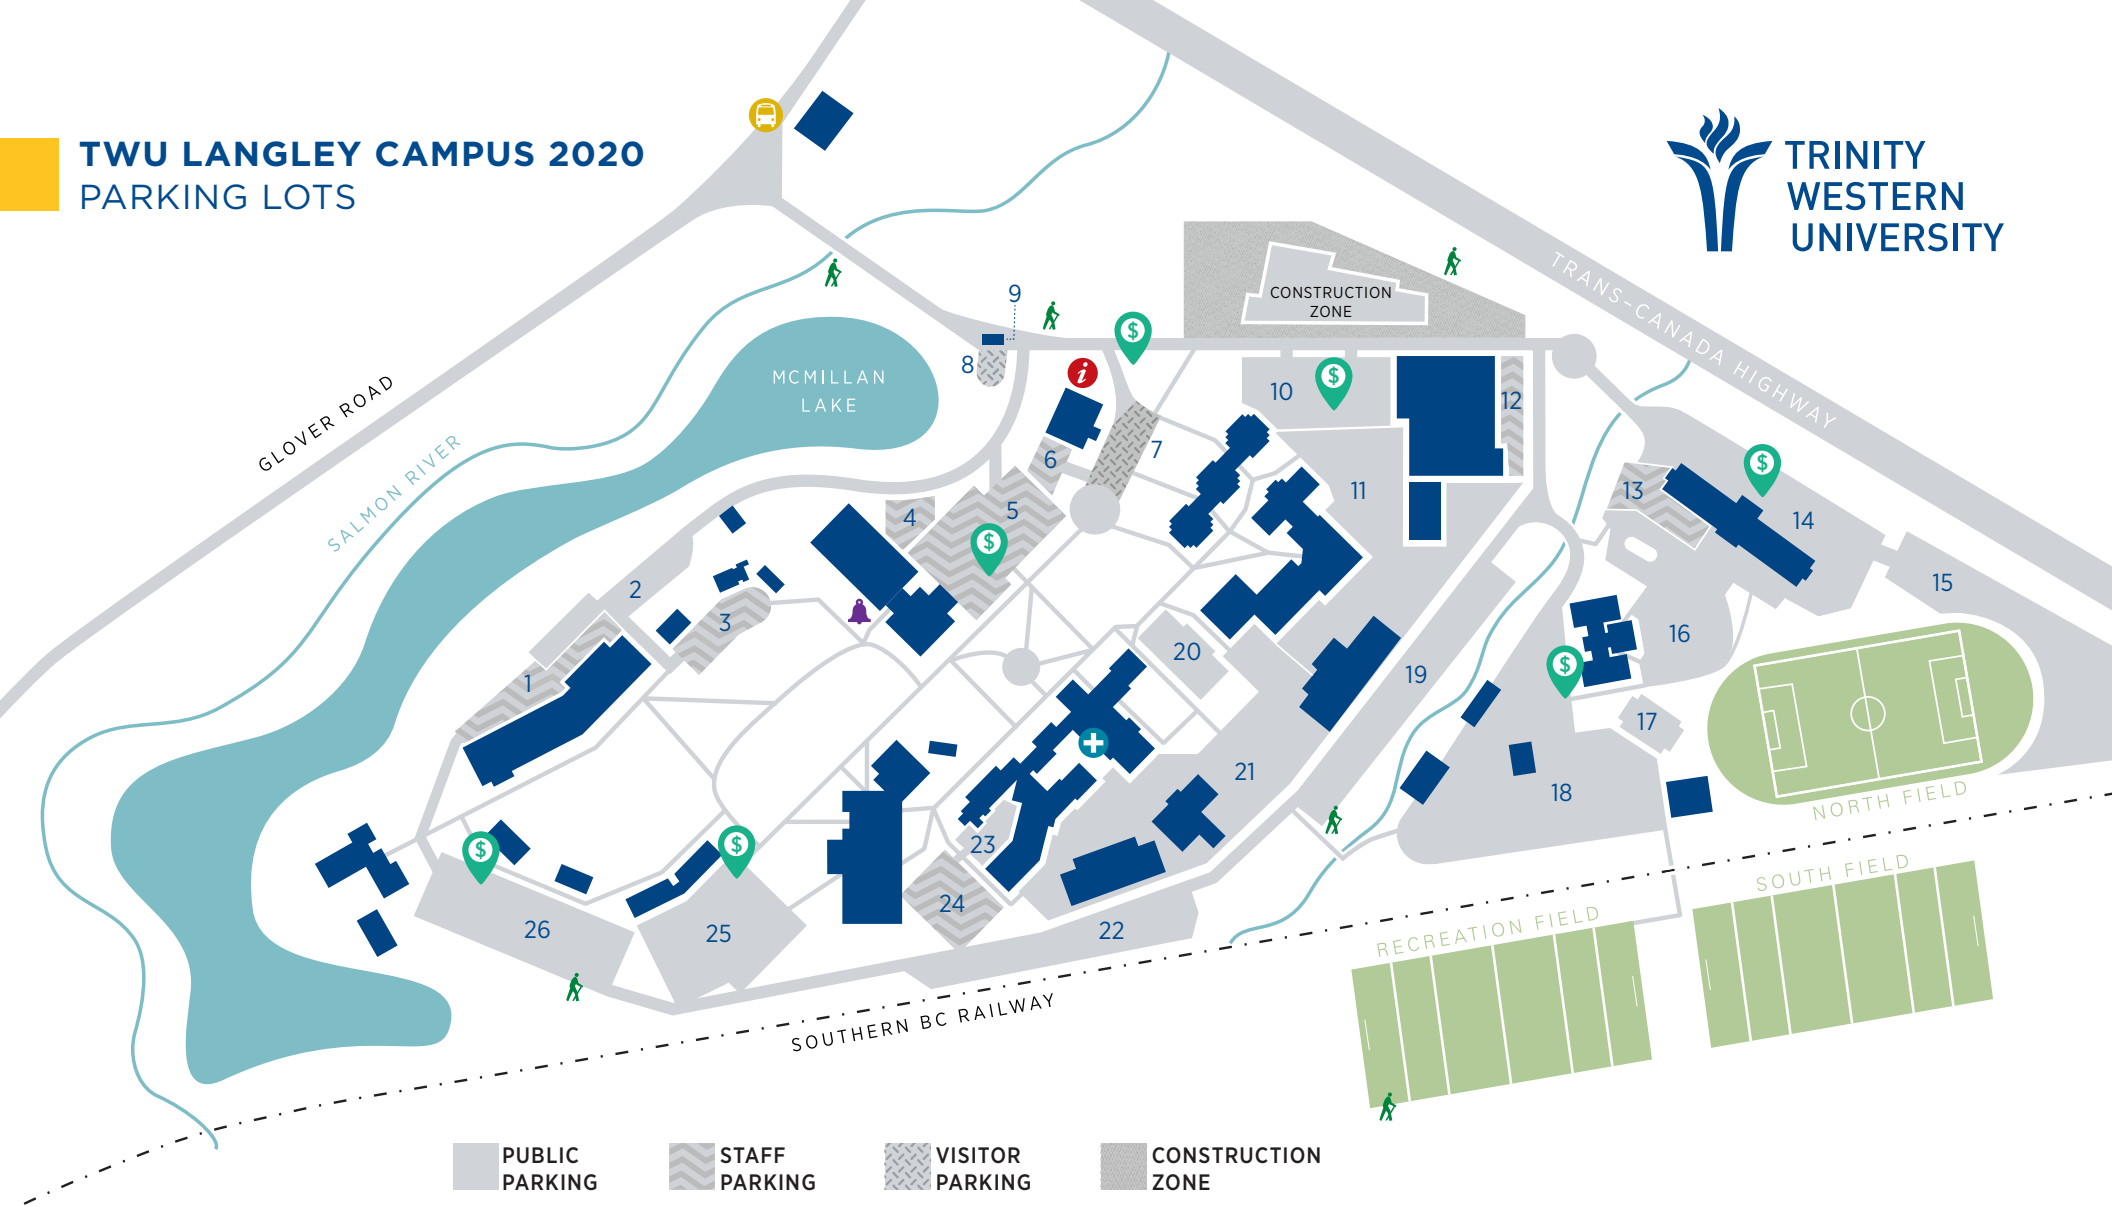 TWU LANGLEY CAMPUS 2020
PARKING LOTS
TRINITY
WESTERN
UNIVERSITY
TRANS-CANADA HIGHWAY
GLOVER ROAD
SALMON RIVER
MCMILLAN
LAKE
CONSTRUCTION
ZONE
9
8
i
$
7
6
5
$
4
10
$
11
12
13
$
14
15
2
3
1
20
19
16
$
17
18
21
23
24
22
$
26
$
25
NORTH FIELD
SOUTH FIELD
RECREATION FIELD
SOUTHERN BC RAILWAY
PUBLIC
PARKING
STAFF
PARKING
VISITOR
PARKING
CONSTRUCTION
ZONE